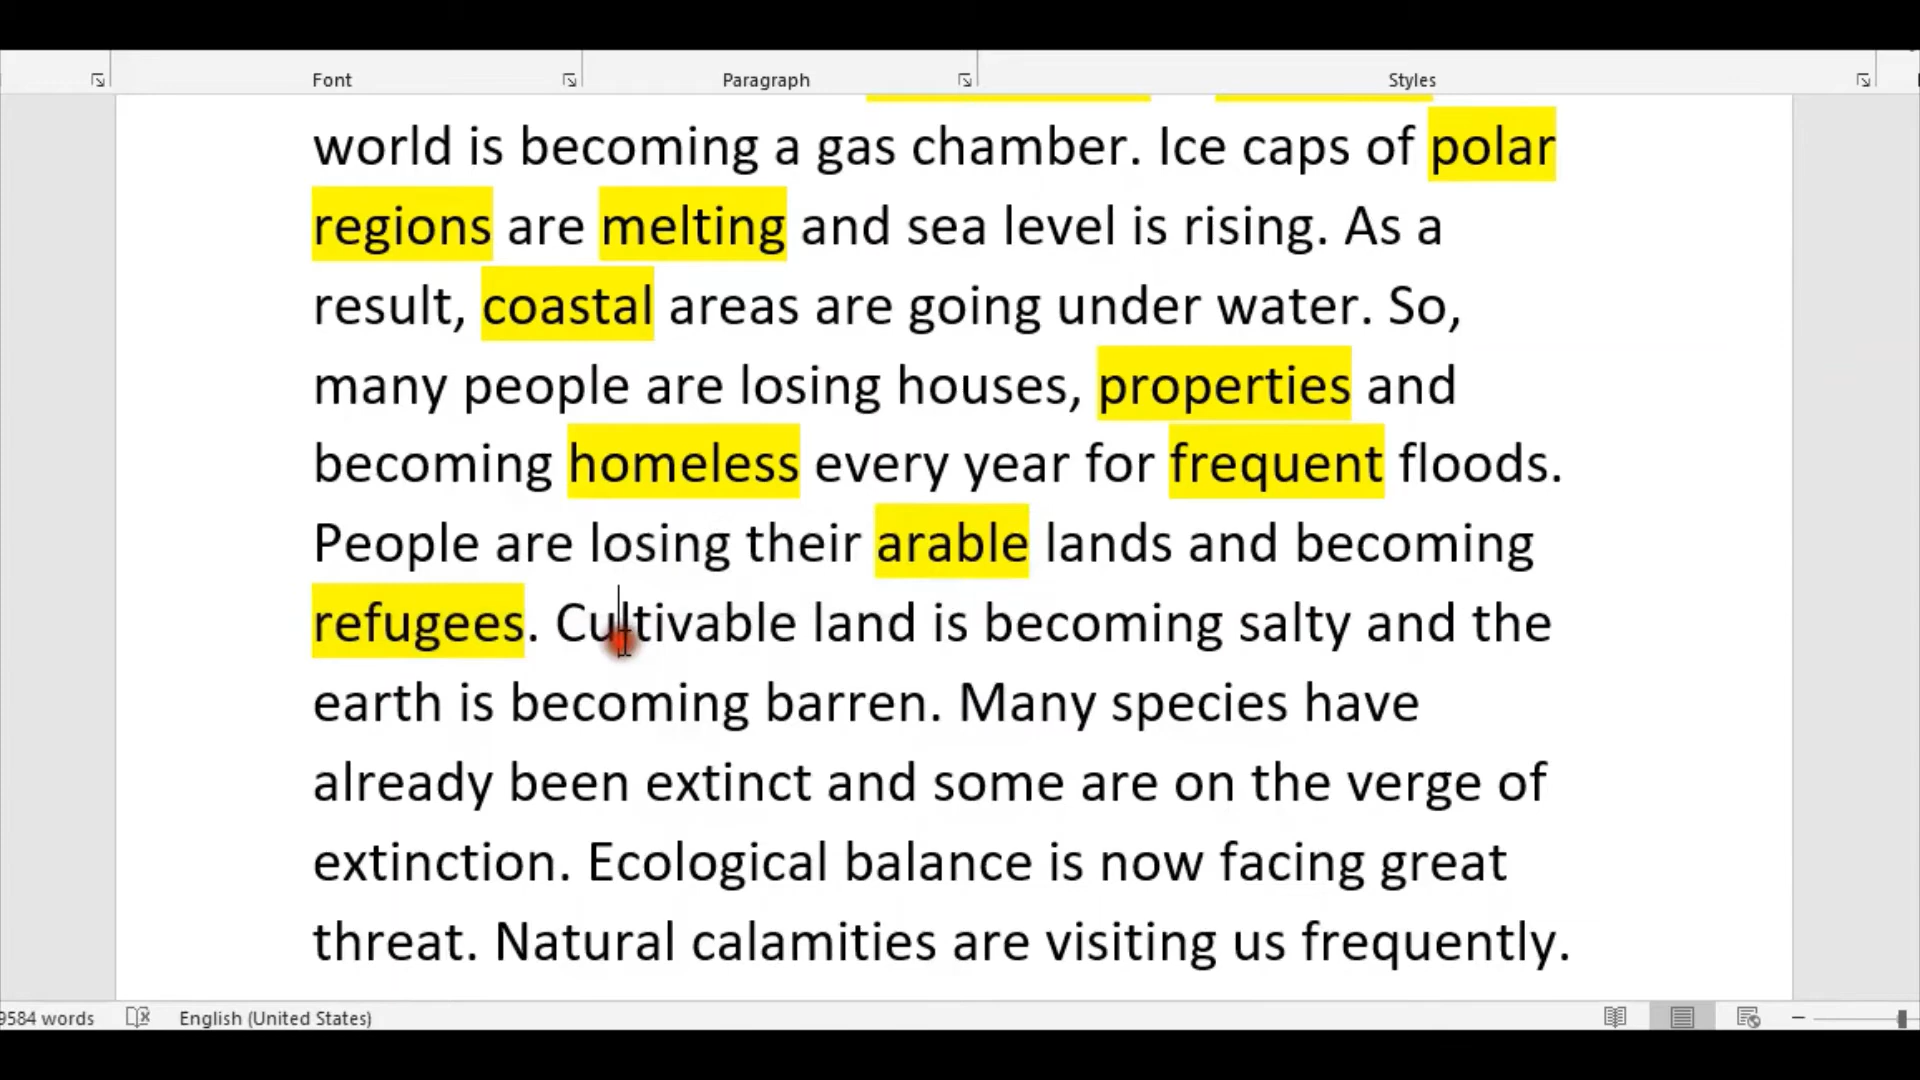 Font Paragraph Styles
world is becoming a gas chamber. Ice caps of polar
regions are melting and sea level is rising. As a
result, coastal areas are going under water. So,
many people are losing houses, properties and
becoming homeless every year for frequent floods.
People are losing their arable lands and becoming
refugees. Cultivable land is becoming salty and the
earth is becoming barren. Many species have
already been extinct and some are on the verge of
extinction. Ecological balance is now facing great
threat. Natural calamities are visiting us frequently.
9584 words English (United States)